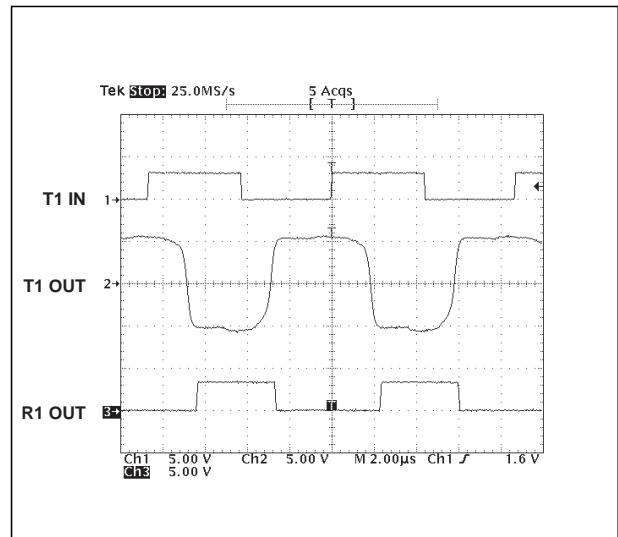 Tek Stop: 25.0MS/s 5 Acqs
[ T ]
T
T1 IN 1→
T
T1 OUT 2→
T
R1 OUT 3→
Ch1 5.00 V Ch2 5.00 V M 2.00µs Ch1 ƒ 1.6 V
Ch3 5.00 V